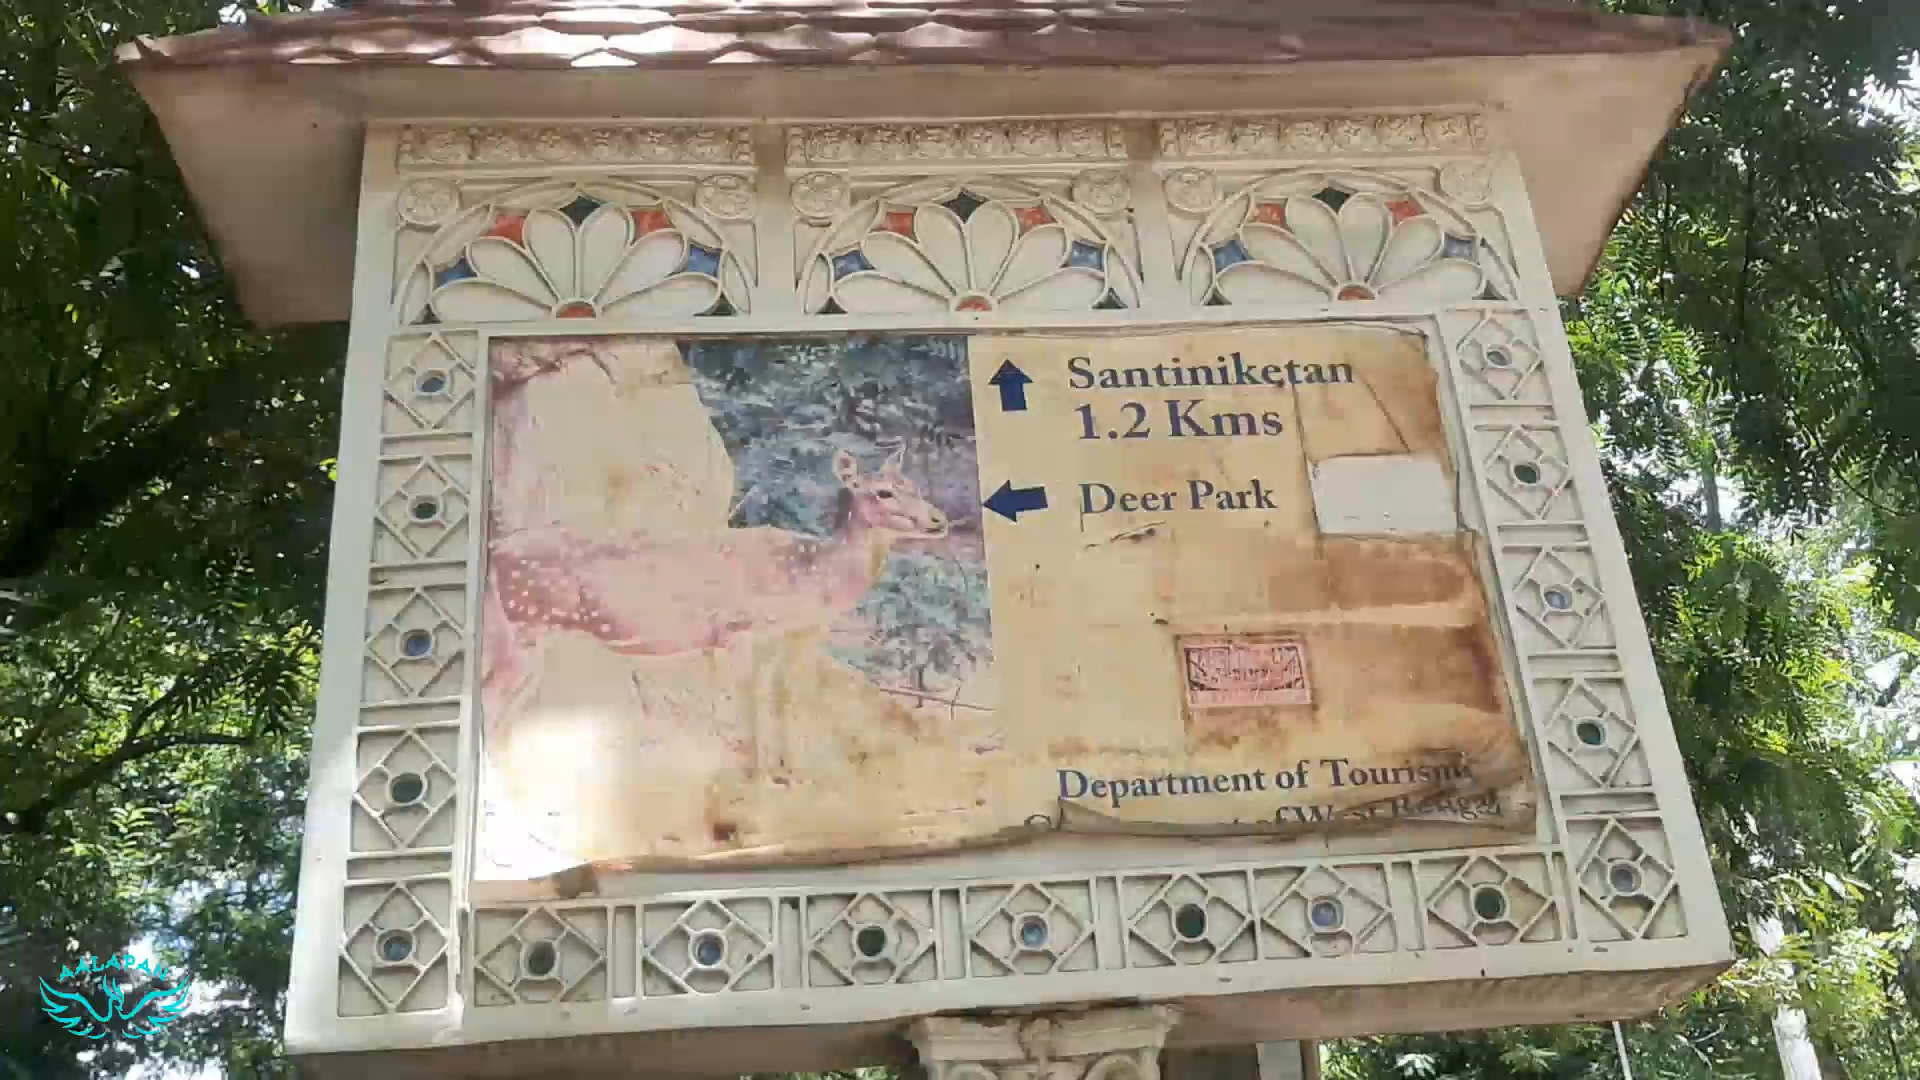 Santiniketan
1.2 Kms
Deer Park
Department of Tourism
of West Bengal
AALAPAN